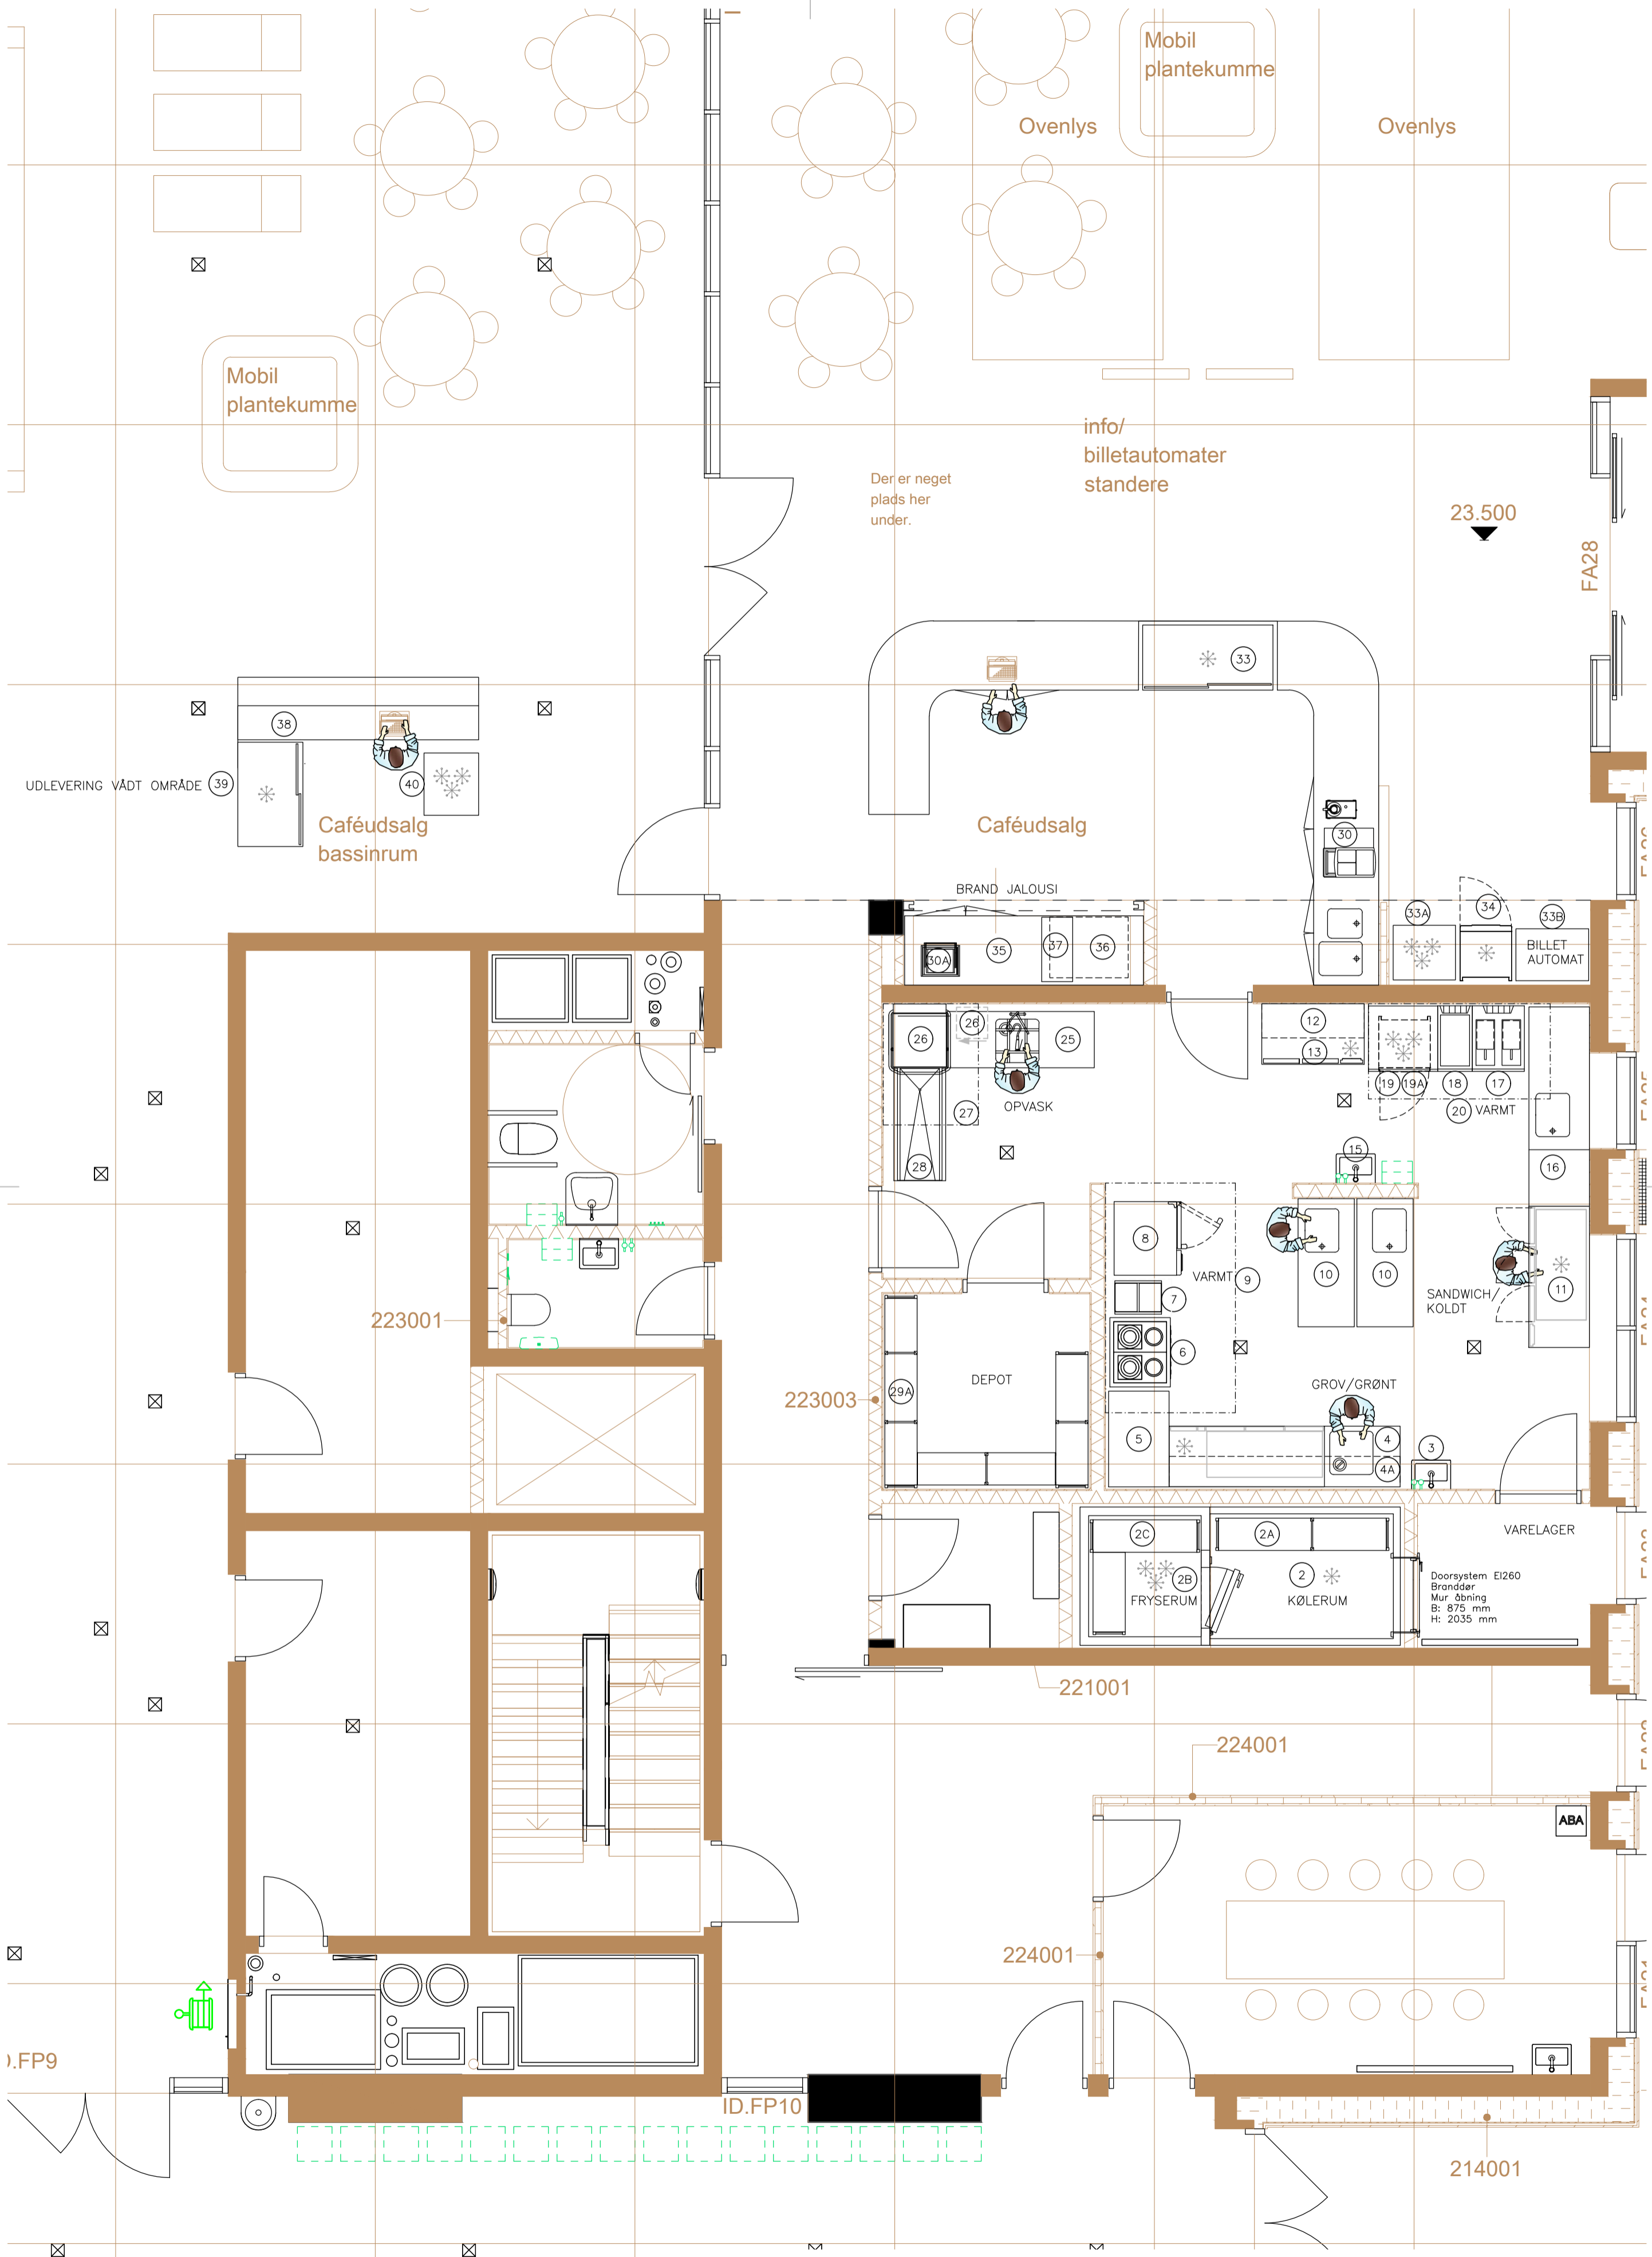 Mobil
plantekumme
Ovenlys
Ovenlys
Mobil
plantekumme
info/
billetautomater
standere
Der er neget
plads her
under.
23.500
FA28
33
38
UDLEVERING VÅDT OMRÅDE
39
40
Caféudsalg
bassinrum
Caféudsalg
30
BRAND JALOUSI
33A
34
33B
BILLET
AUTOMAT
30A
35
37
36
26
26
25
12
13
19
19A
18
17
20
VARMT
27
OPVASK
28
15
16
8
VARMT
9
10
10
11
SANDWICH/
KOLDT
7
6
223001
DEPOT
29A
223003
GROV/GRØNT
5
4
4A
3
VARELAGER
2C
2A
2B
2
FRYSERUM
KØLERUM
Doorsystem EI260
Branddør
Mur åbning
B: 875 mm
H: 2035 mm
221001
224001
ABA
224001
.FP9
ID.FP10
214001